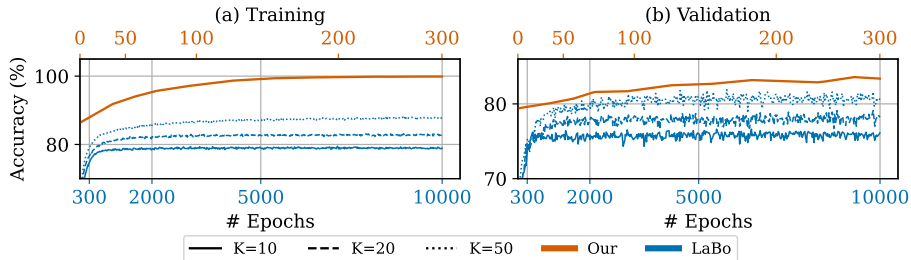 (a) Training
(b) Validation
0 50 100 200 300
0 50 100 200 300
Accuracy (%)
100
80
80
70
300 2000 5000 10000
300 2000 5000 10000
# Epochs
# Epochs
K=10 K=20 K=50 Our LaBo